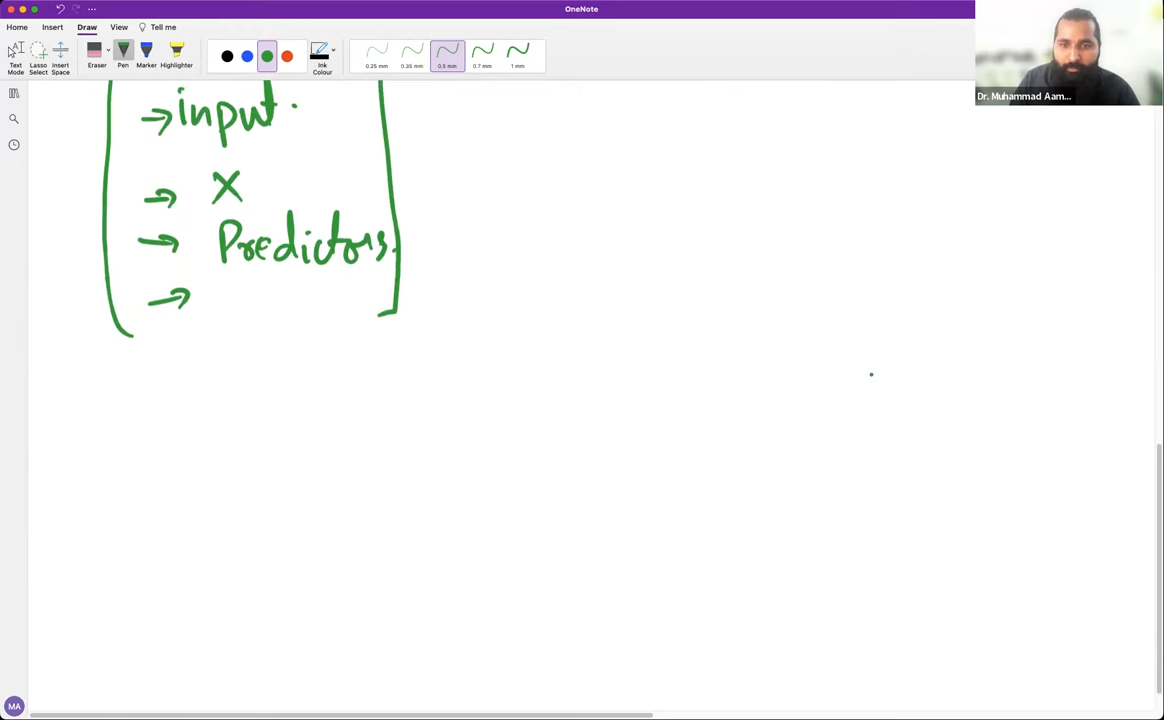 OneNote
Home Insert Draw View Tell me
Text Mode Lasso Select Insert Space Eraser Pen Marker Highlighter Ink Colour 0.25 mm 0.35 mm 0.5 mm 0.7 mm 1 mm
Dr. Muhammad Aam...
→ input.
→ X
→ Predictors.
→
MA